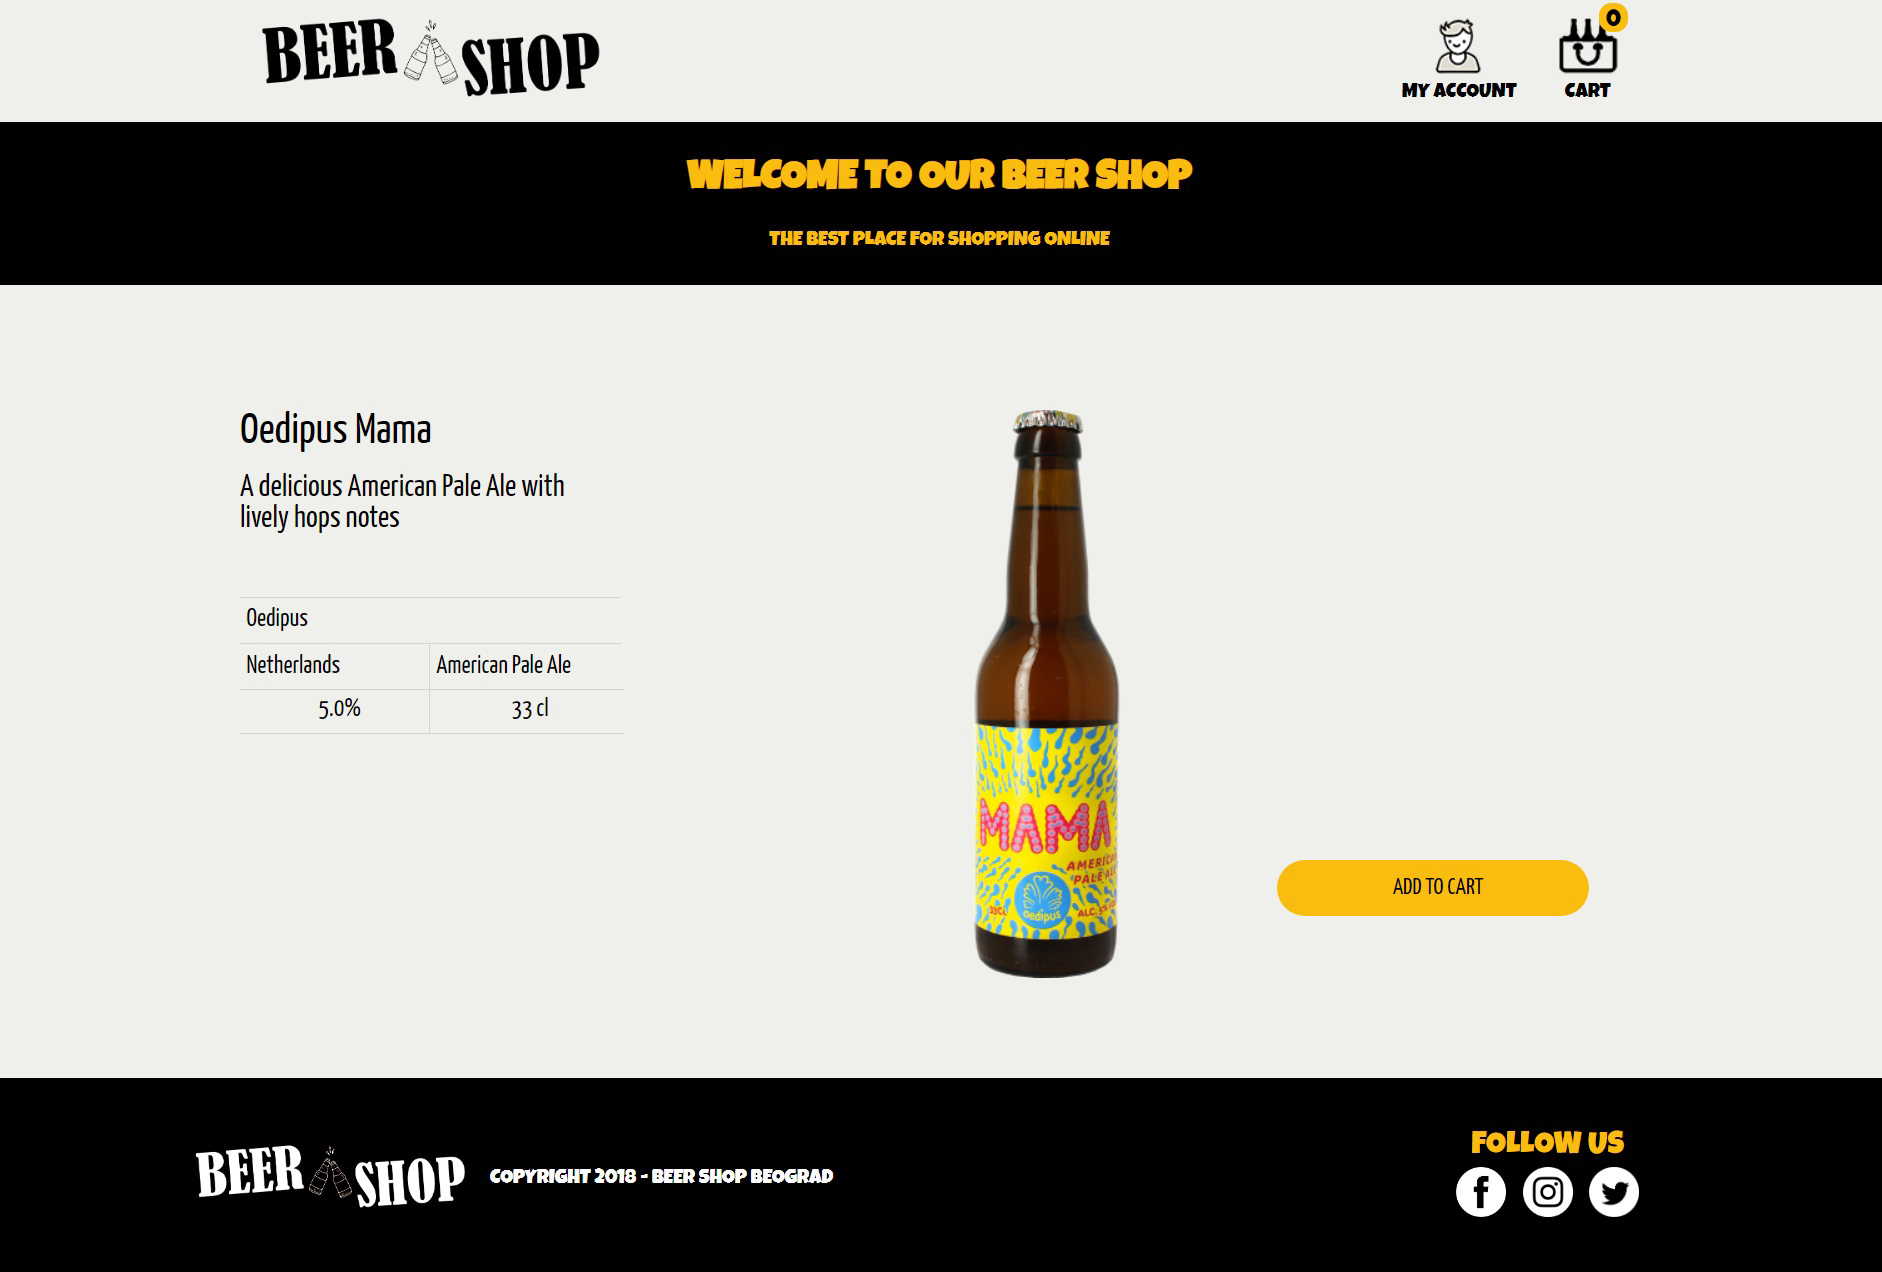 BEER SHOP
0
MY ACCOUNT
CART
WELCOME TO OUR BEER SHOP
THE BEST PLACE FOR SHOPPING ONLINE
Oedipus Mama
A delicious American Pale Ale with
lively hops notes
Oedipus
Netherlands
American Pale Ale
5.0%
33 cl
MAMA
AMERICAN
PALE ALE
33CL
oedipus
ALC. 5%
ADD TO CART
BEER SHOP
COPYRIGHT 2018 - BEER SHOP BEOGRAD
FOLLOW US